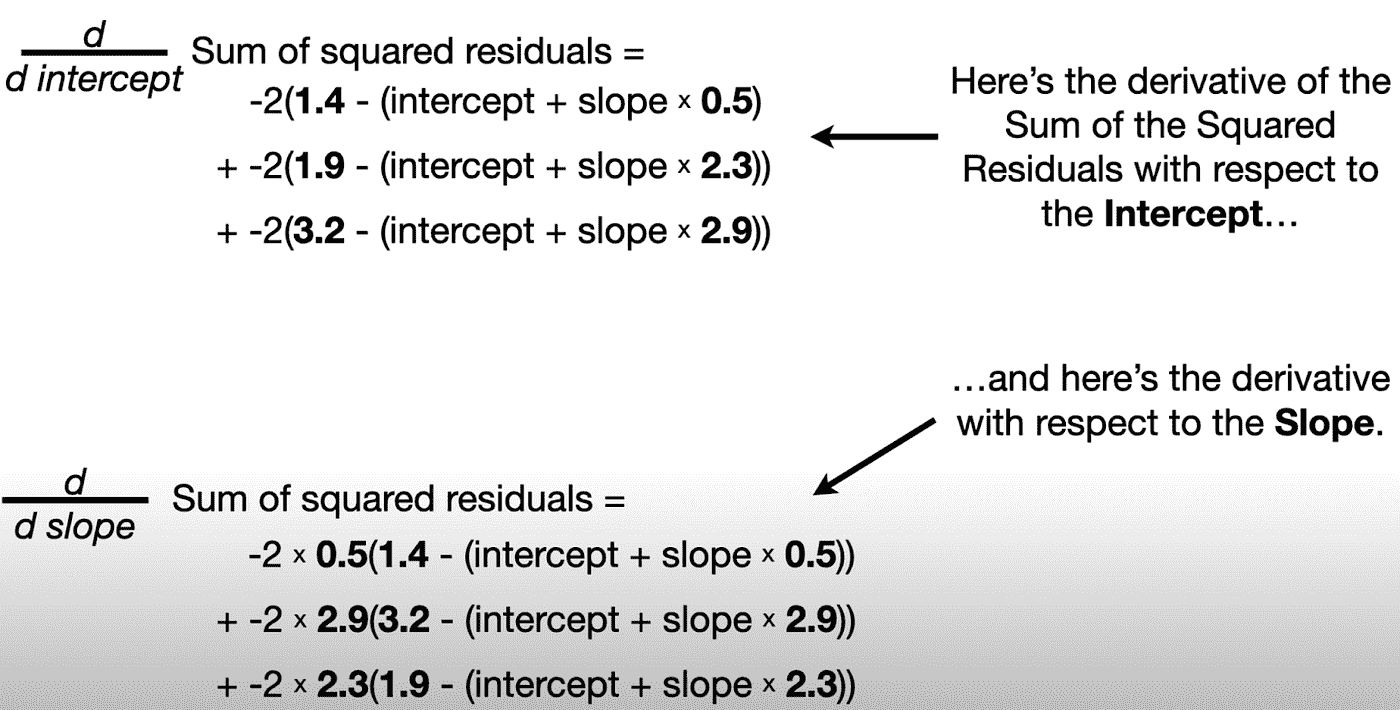 d
d intercept
Sum of squared residuals =
-2(1.4 - (intercept + slope × 0.5)
+ -2(1.9 - (intercept + slope × 2.3))
+ -2(3.2 - (intercept + slope × 2.9))
Here's the derivative of the
Sum of the Squared
Residuals with respect to
the Intercept…
…and here's the derivative
with respect to the Slope.
d
d slope
Sum of squared residuals =
-2 × 0.5(1.4 - (intercept + slope × 0.5))
+ -2 × 2.9(3.2 - (intercept + slope × 2.9))
+ -2 × 2.3(1.9 - (intercept + slope × 2.3))